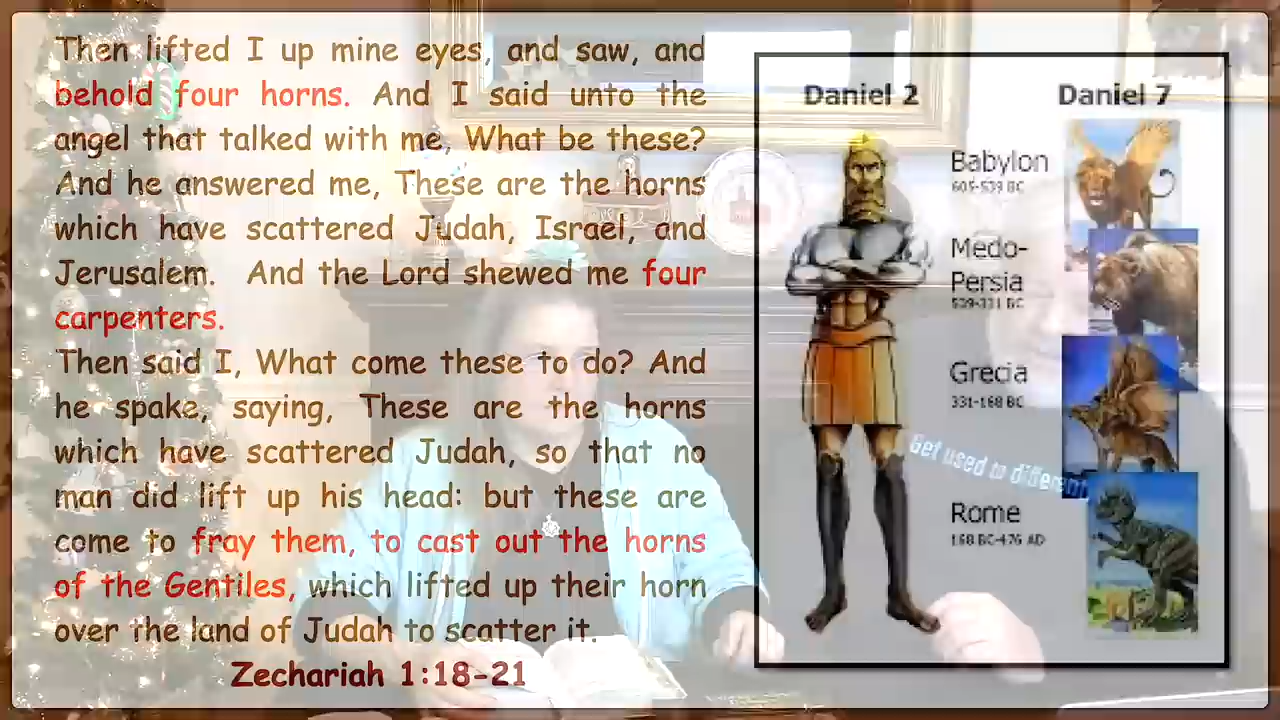 Then lifted I up mine eyes, and saw, and
behold four horns. And I said unto the
angel that talked with me, What be these?
And he answered me, These are the horns
which have scattered Judah, Israel, and
Jerusalem. And the Lord shewed me four
carpenters.
Then said I, What come these to do? And
he spake, saying, These are the horns
which have scattered Judah, so that no
man did lift up his head: but these are
come to fray them, to cast out the horns
of the Gentiles, which lifted up their horn
over the land of Judah to scatter it.
Zechariah 1:18-21
Daniel 2
Daniel 7
Babylon
605-539 BC
Medo-
Persia
539-331 BC
Grecia
331-168 BC
Get used to different
Rome
168 BC-476 AD